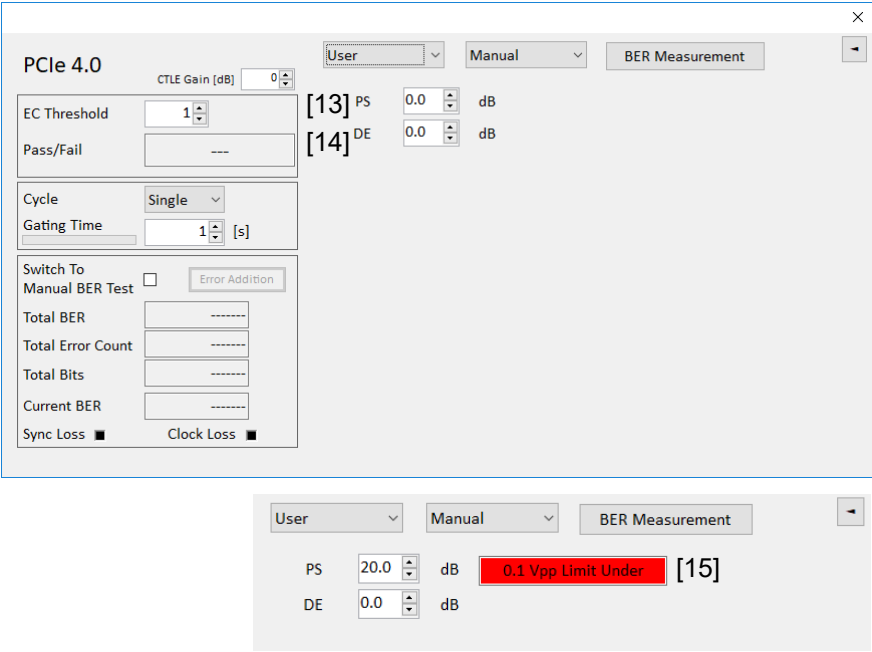 PCIe 4.0
CTLE Gain [dB] 0
User Manual BER Measurement
EC Threshold 1
Pass/Fail ---
[13] PS 0.0 dB
[14] DE 0.0 dB
Cycle Single
Gating Time 1 [s]
Switch To
Manual BER Test Error Addition
Total BER -------
Total Error Count -------
Total Bits -------
Current BER -------
Sync Loss Clock Loss
User Manual BER Measurement
PS 20.0 dB 0.1 Vpp Limit Under [15]
DE 0.0 dB